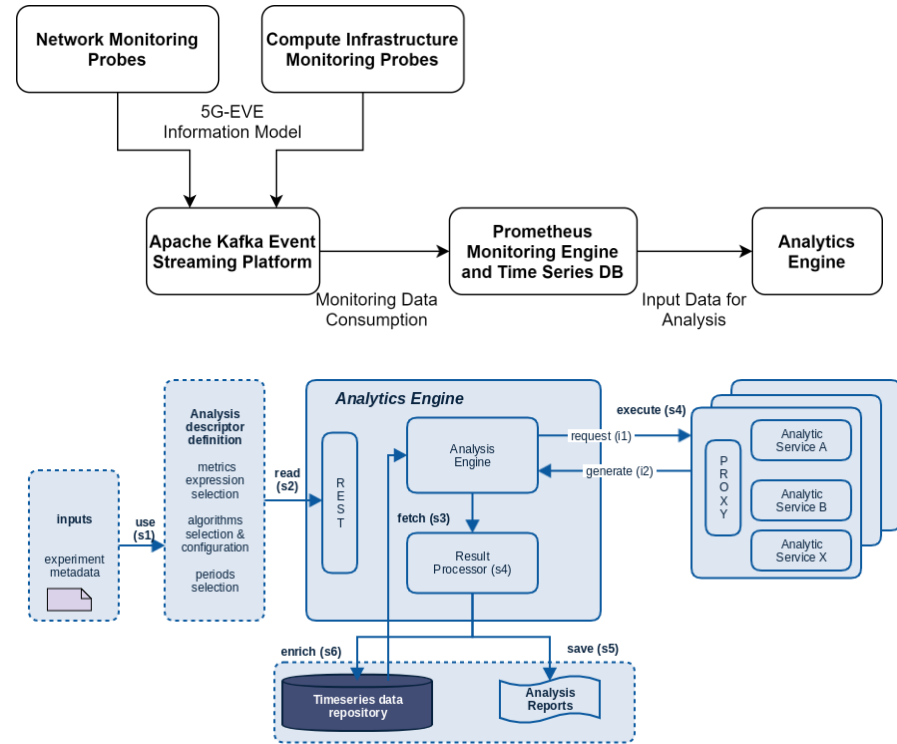 Network Monitoring
Probes
Compute Infrastructure
Monitoring Probes
5G-EVE
Information Model
Apache Kafka Event
Streaming Platform
Prometheus
Monitoring Engine
and Time Series DB
Analytics
Engine
Monitoring Data
Consumption
Input Data for
Analysis
inputs
experiment
metadata
use
(s1)
Analysis
descriptor
definition
metrics
expression
selection
algorithms
selection &
configuration
periods
selection
read
(s2)
Analytics Engine
REST
Analysis
Engine
fetch (s3)
Result
Processor (s4)
execute (s4)
request (i1)
generate (i2)
PROXY
Analytic
Service A
Analytic
Service B
Analytic
Service X
enrich (s6)
save (s5)
Timeseries data
repository
Analysis
Reports